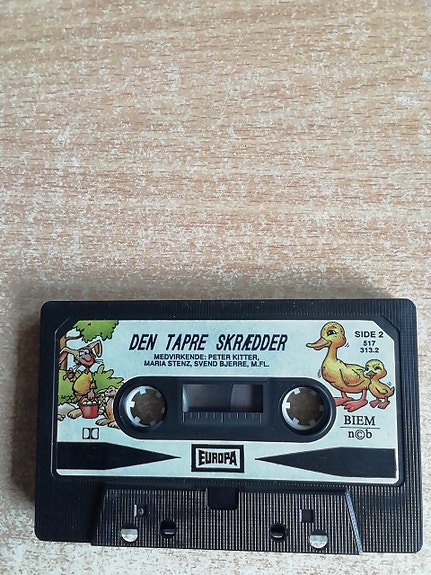 DEN TAPRE SKRÆDDER
MEDVIRKENDE: PETER KITTER,
MARIA STENZ, SVEND BJERRE, M.FL.
SIDE 2
517
313.2
BIEM
n©b
EUROPA